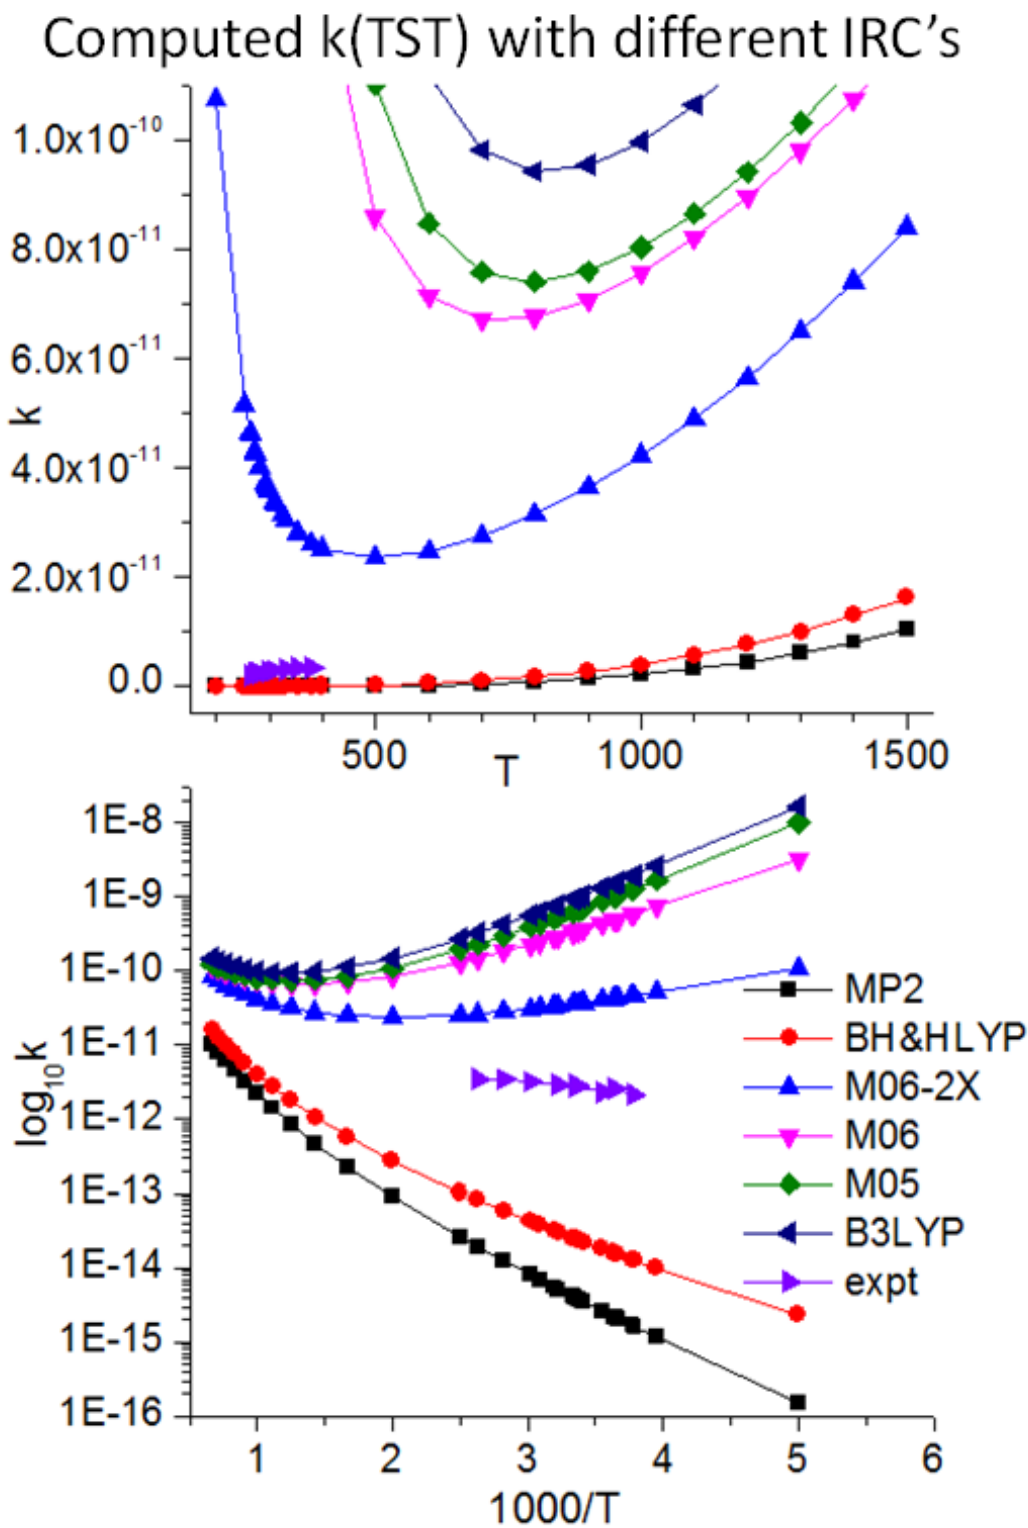 Computed k(TST) with different IRC's
1.0x10⁻¹⁰
8.0x10⁻¹¹
6.0x10⁻¹¹
k
4.0x10⁻¹¹
2.0x10⁻¹¹
0.0
500
T
1000
1500
1E-8
1E-9
1E-10
1E-11
log₁₀k
1E-12
1E-13
1E-14
1E-15
1E-16
MP2
BH&HLYP
M06-2X
M06
M05
B3LYP
expt
1 2 3 4 5 6
1000/T